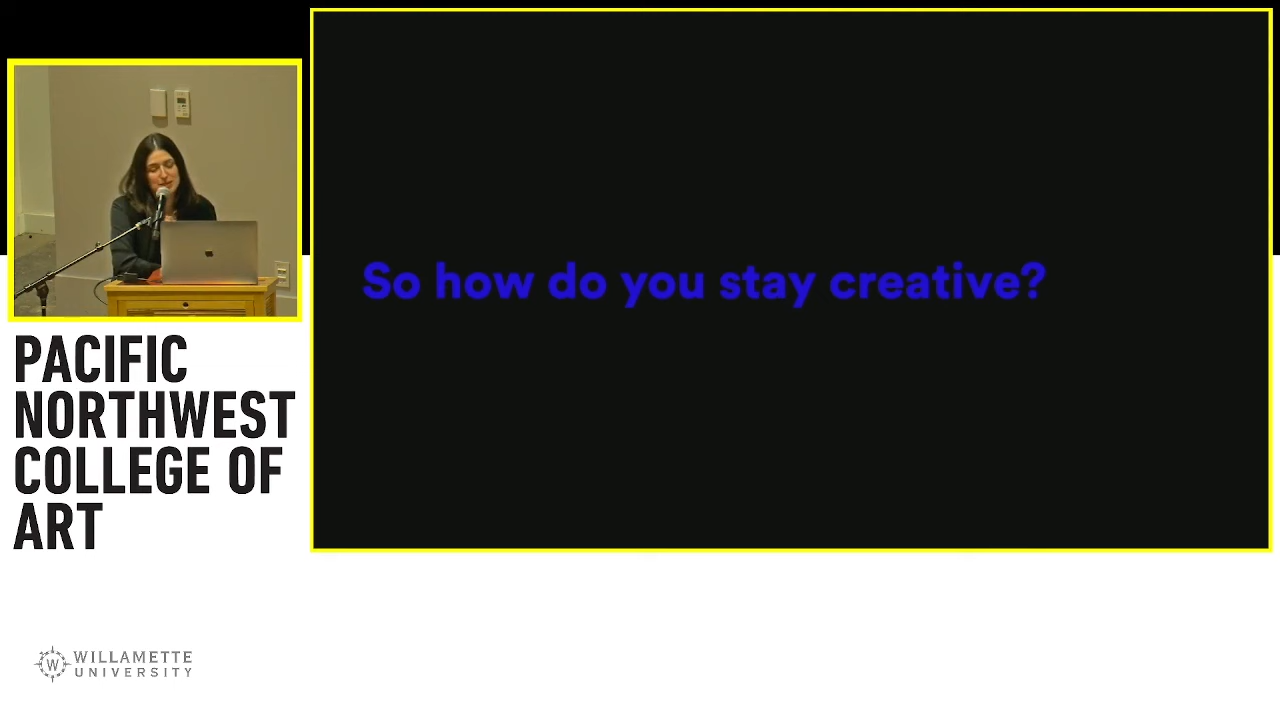 So how do you stay creative?
PACIFIC
NORTHWEST
COLLEGE OF
ART
W
WILLAMETTE
UNIVERSITY